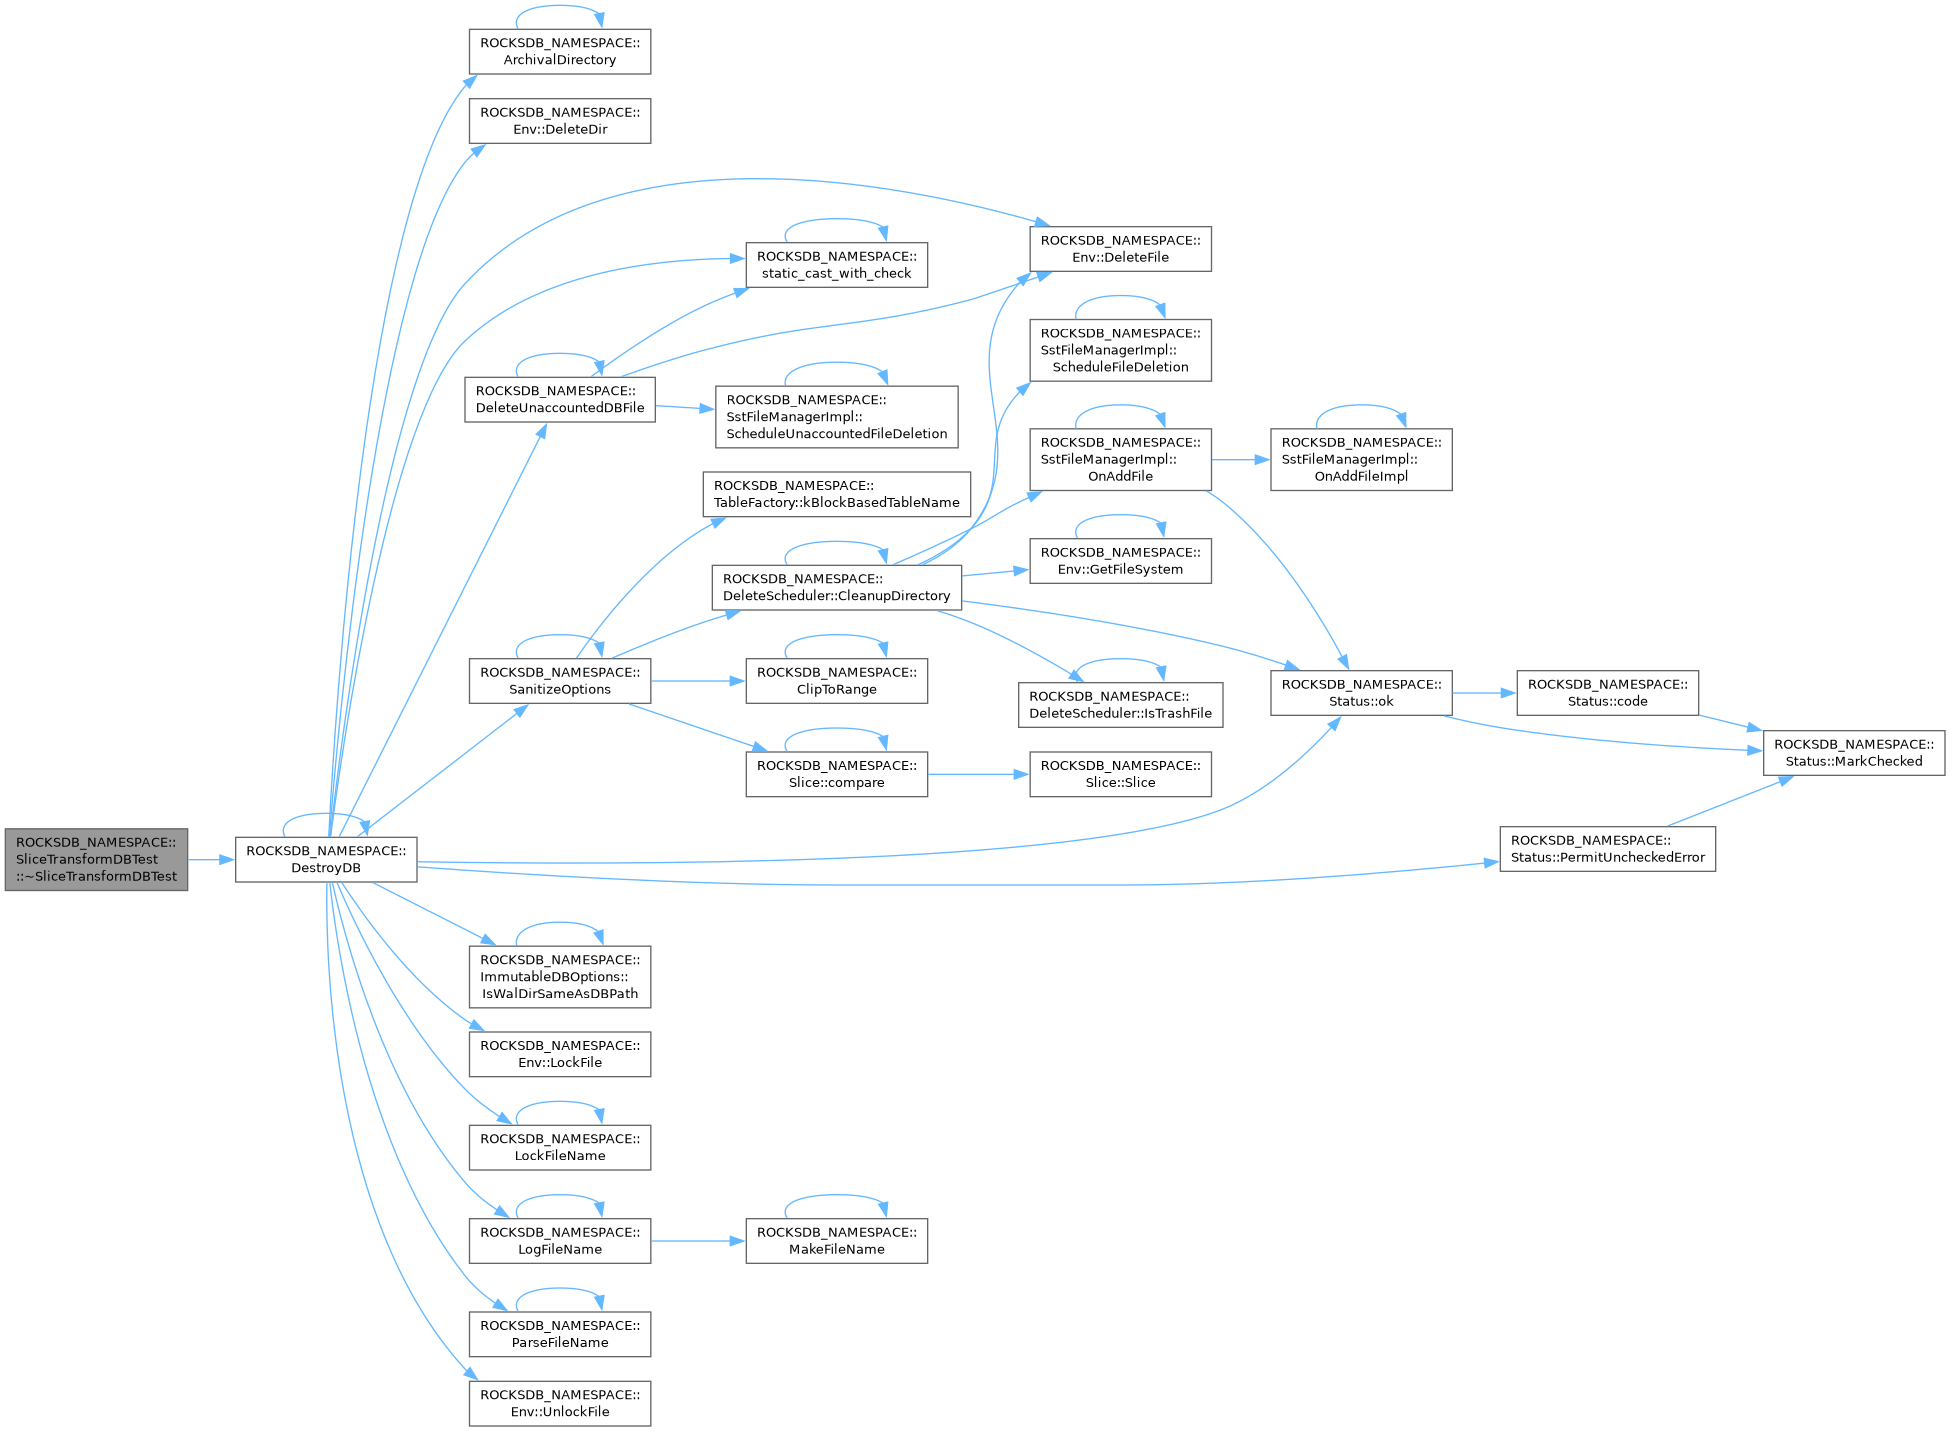 ROCKSDB_NAMESPACE::
SliceTransformDBTest
::~SliceTransformDBTest
ROCKSDB_NAMESPACE::
DestroyDB
ROCKSDB_NAMESPACE::
ArchivalDirectory
ROCKSDB_NAMESPACE::
Env::DeleteDir
ROCKSDB_NAMESPACE::
Env::DeleteFile
ROCKSDB_NAMESPACE::
static_cast_with_check
ROCKSDB_NAMESPACE::
DeleteUnaccountedDBFile
ROCKSDB_NAMESPACE::
SstFileManagerImpl::
ScheduleUnaccountedFileDeletion
ROCKSDB_NAMESPACE::
SstFileManagerImpl::
ScheduleFileDeletion
ROCKSDB_NAMESPACE::
SstFileManagerImpl::
OnAddFile
ROCKSDB_NAMESPACE::
SstFileManagerImpl::
OnAddFileImpl
ROCKSDB_NAMESPACE::
TableFactory::kBlockBasedTableName
ROCKSDB_NAMESPACE::
DeleteScheduler::CleanupDirectory
ROCKSDB_NAMESPACE::
Env::GetFileSystem
ROCKSDB_NAMESPACE::
SanitizeOptions
ROCKSDB_NAMESPACE::
ClipToRange
ROCKSDB_NAMESPACE::
DeleteScheduler::IsTrashFile
ROCKSDB_NAMESPACE::
Status::ok
ROCKSDB_NAMESPACE::
Status::code
ROCKSDB_NAMESPACE::
Status::MarkChecked
ROCKSDB_NAMESPACE::
Slice::compare
ROCKSDB_NAMESPACE::
Slice::Slice
ROCKSDB_NAMESPACE::
Status::PermitUncheckedError
ROCKSDB_NAMESPACE::
ImmutableDBOptions::
IsWalDirSameAsDBPath
ROCKSDB_NAMESPACE::
Env::LockFile
ROCKSDB_NAMESPACE::
LockFileName
ROCKSDB_NAMESPACE::
LogFileName
ROCKSDB_NAMESPACE::
MakeFileName
ROCKSDB_NAMESPACE::
ParseFileName
ROCKSDB_NAMESPACE::
Env::UnlockFile